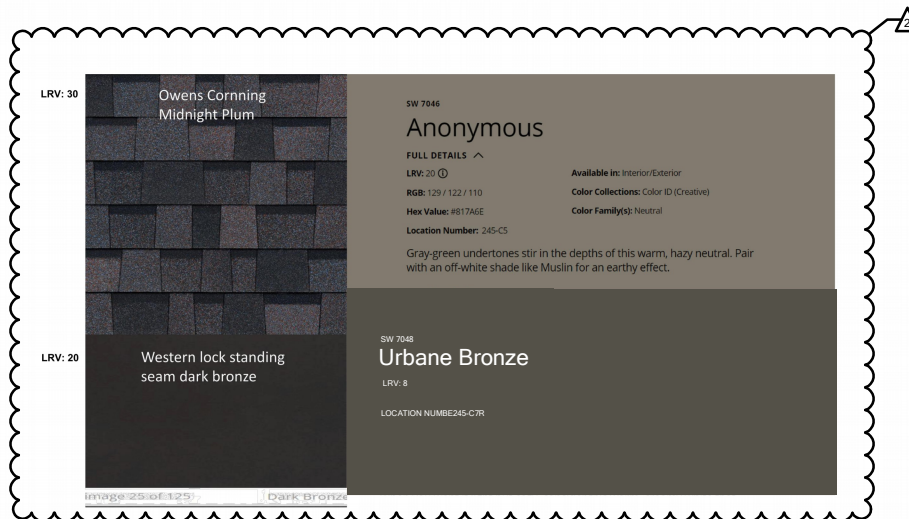 2
LRV: 30
Owens Cornning
Midnight Plum
SW 7046
Anonymous
FULL DETAILS
LRV: 20
Available in: Interior/Exterior
RGB: 129 / 122 / 110
Color Collections: Color ID (Creative)
Hex Value: #817A6E
Color Family(s): Neutral
Location Number: 245-C5
Gray-green undertones stir in the depths of this warm, hazy neutral. Pair
with an off-white shade like Muslin for an earthy effect.
LRV: 20
Western lock standing
seam dark bronze
SW 7048
Urbane Bronze
LRV: 8
LOCATION NUMBE245-C7R
image 25 of 125
Dark Bronze